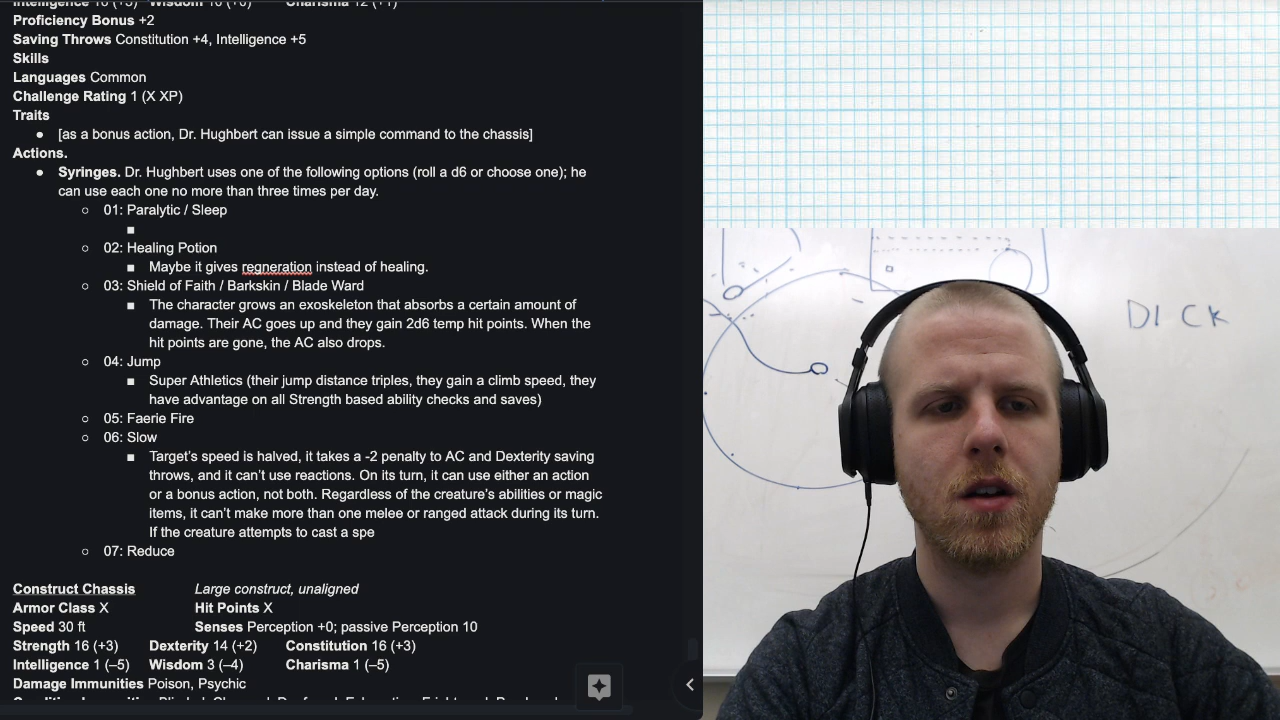 Intelligence 16 (+3) Wisdom 10 (+0) Charisma 12 (+1)
Proficiency Bonus +2
Saving Throws Constitution +4, Intelligence +5
Skills
Languages Common
Challenge Rating 1 (X XP)
Traits
● [as a bonus action, Dr. Hughbert can issue a simple command to the chassis]
Actions.
● Syringes. Dr. Hughbert uses one of the following options (roll a d6 or choose one); he
can use each one no more than three times per day.
○ 01: Paralytic / Sleep
○ 02: Healing Potion
■ Maybe it gives regneration instead of healing.
○ 03: Shield of Faith / Barkskin / Blade Ward
■ The character grows an exoskeleton that absorbs a certain amount of
damage. Their AC goes up and they gain 2d6 temp hit points. When the
hit points are gone, the AC also drops.
○ 04: Jump
■ Super Athletics (their jump distance triples, they gain a climb speed, they
have advantage on all Strength based ability checks and saves)
○ 05: Faerie Fire
○ 06: Slow
■ Target’s speed is halved, it takes a -2 penalty to AC and Dexterity saving
throws, and it can’t use reactions. On its turn, it can use either an action
or a bonus action, not both. Regardless of the creature’s abilities or magic
items, it can’t make more than one melee or ranged attack during its turn.
If the creature attempts to cast a spe
○ 07: Reduce
Construct Chassis Large construct, unaligned
Armor Class X Hit Points X
Speed 30 ft Senses Perception +0; passive Perception 10
Strength 16 (+3) Dexterity 14 (+2) Constitution 16 (+3)
Intelligence 1 (–5) Wisdom 3 (–4) Charisma 1 (–5)
Damage Immunities Poison, Psychic
DICK